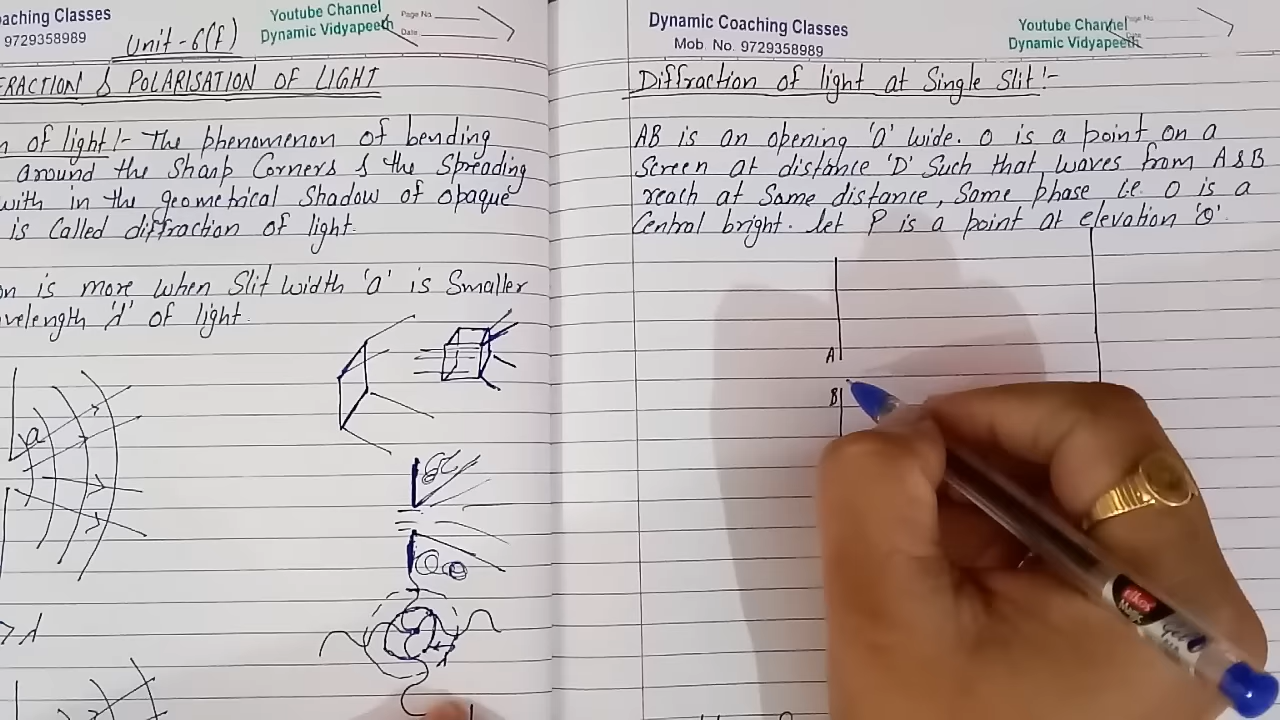 aching Classes
9729358989
Unit-6(f)
Youtube Channel
Dynamic Vidyapeeth
Page No.
Date
FRACTION & POLARISATION OF LIGHT
n of light!- The phenomenon of bending
around the Sharp Corners & the Spreading
with in the geometrical Shadow of opaque
is Called diffraction of light.
on is more when Slit width 'a' is Smaller
velength 'λ' of light.
a
> λ
Dynamic Coaching Classes
Mob. No. 9729358989
Youtube Channel
Dynamic Vidyapeeth
Page No.
Diffraction of light at Single Slit!-
AB is an opening 'a' wide. O is a point on a
Screen at distance 'D' Such that waves from A & B
reach at Same distance, Same phase i.e. O is a
Central bright. let P is a point at elevation 'θ'.
A
B